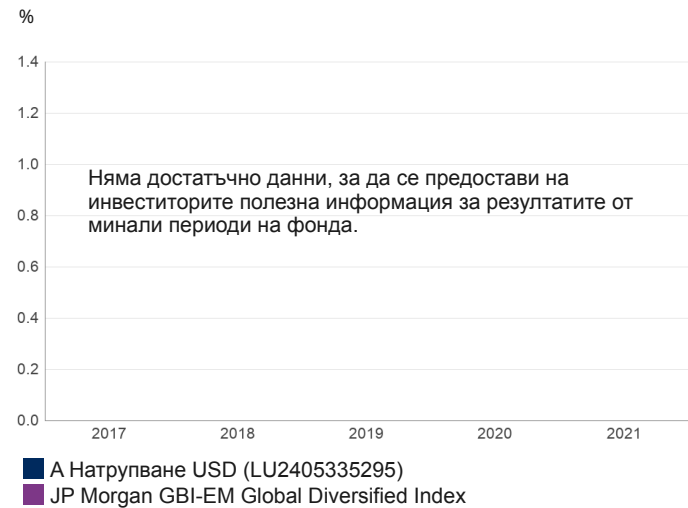 %
1.4
1.2
1.0
Няма достатъчно данни, за да се предостави на
инвеститорите полезна информация за резултатите от
минали периоди на фонда.
0.8
0.6
0.4
0.2
0.0
2017 2018 2019 2020 2021
А Натрупване USD (LU2405335295)
JP Morgan GBI-EM Global Diversified Index